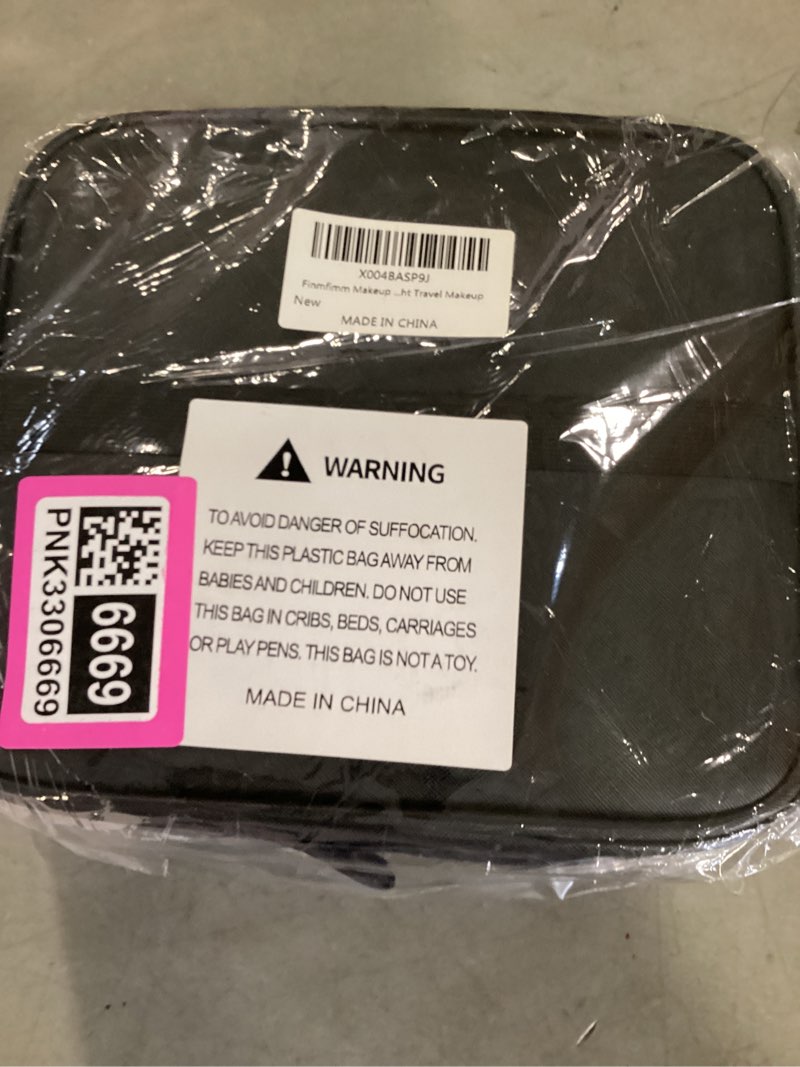 X004BASP9J
Finmfimm Makeup ...ht Travel Makeup
New
MADE IN CHINA
WARNING
TO AVOID DANGER OF SUFFOCATION.
KEEP THIS PLASTIC BAG AWAY FROM
BABIES AND CHILDREN. DO NOT USE
THIS BAG IN CRIBS, BEDS, CARRIAGES
OR PLAY PENS. THIS BAG IS NOT A TOY.
MADE IN CHINA
PNK3306669
6669